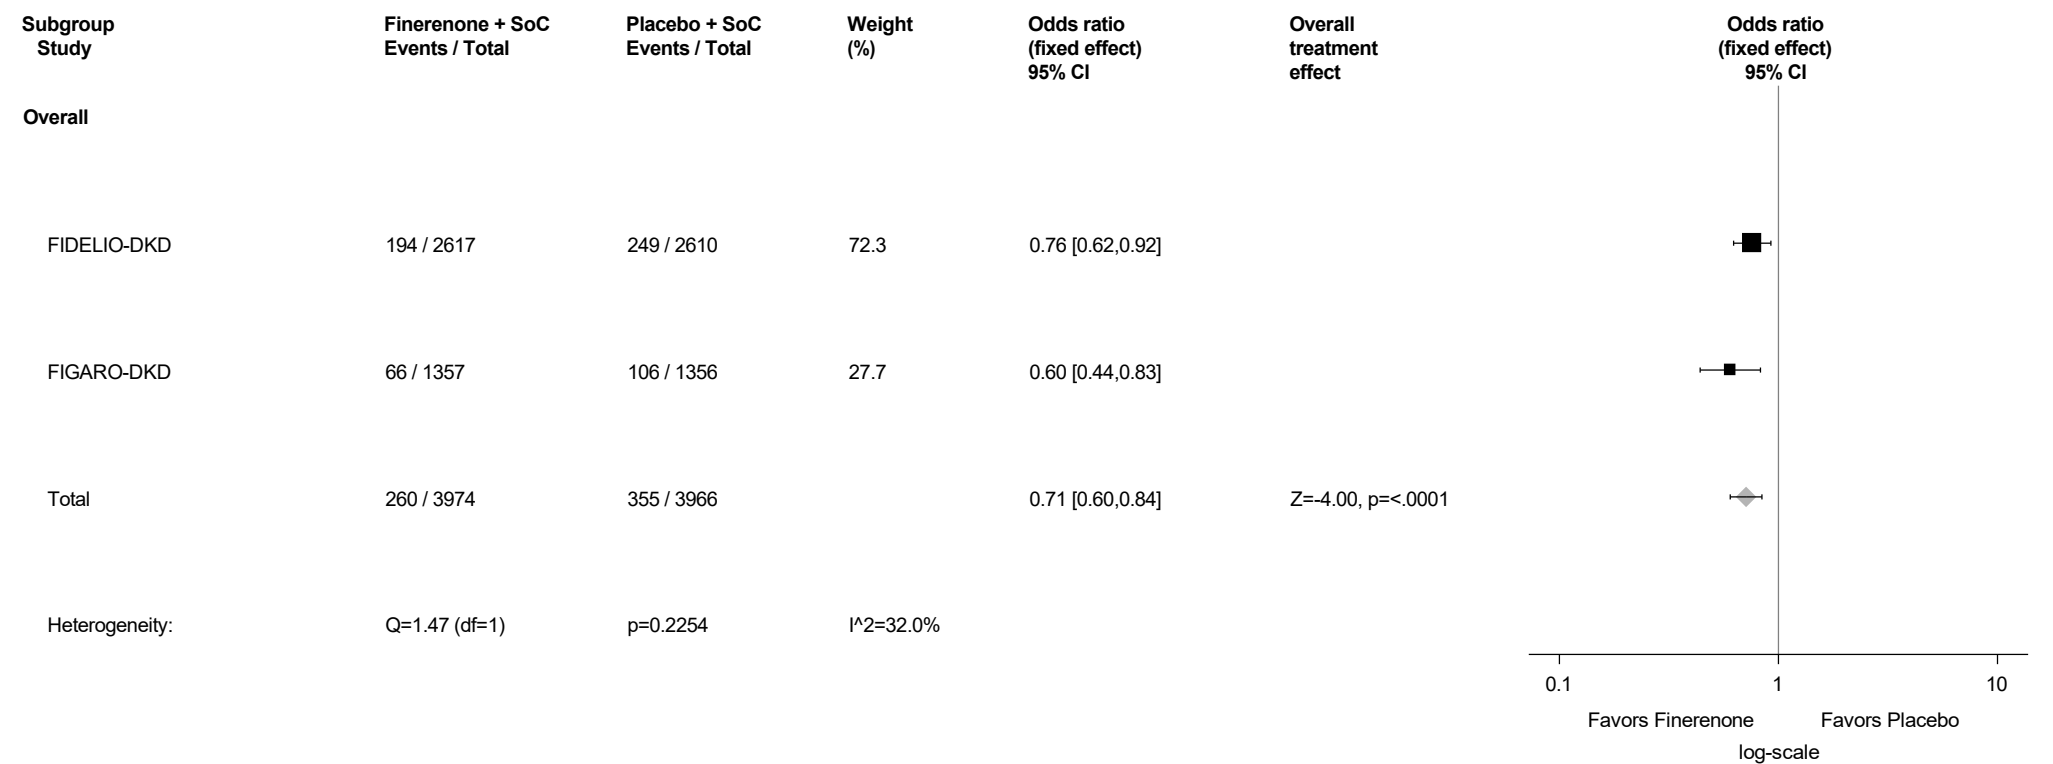 Subgroup Finerenone + SoC Placebo + SoC Weight Odds ratio Overall Odds ratio
Study Events / Total Events / Total (%) (fixed effect) treatment (fixed effect)
95% CI effect 95% CI
Overall
FIDELIO-DKD 194 / 2617 249 / 2610 72.3 0.76 [0.62,0.92]
FIGARO-DKD 66 / 1357 106 / 1356 27.7 0.60 [0.44,0.83]
Total 260 / 3974 355 / 3966 0.71 [0.60,0.84] Z=-4.00, p=<.0001
Heterogeneity: Q=1.47 (df=1) p=0.2254 I^2=32.0%
0.1 1 10
Favors Finerenone Favors Placebo
log-scale